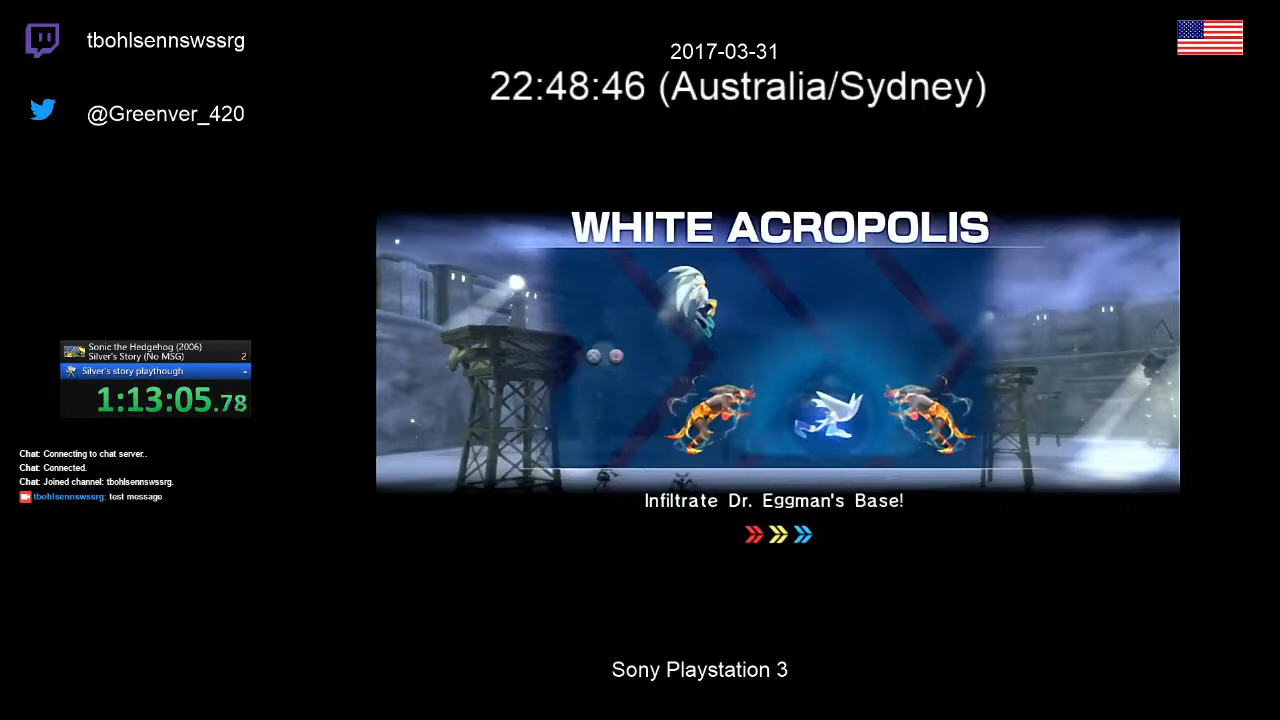 tbohlsennswssrg
@Greenver_420
2017-03-31
22:48:46 (Australia/Sydney)
WHITE ACROPOLIS
Sonic the Hedgehog (2006)
Silver's Story (No MSG) 2
Silver's story playthough -
1:13:05.78
Chat: Connecting to chat server..
Chat: Connected.
Chat: Joined channel: tbohlsennswssrg.
tbohlsennswssrg: test message
Infiltrate Dr. Eggman's Base!
Sony Playstation 3